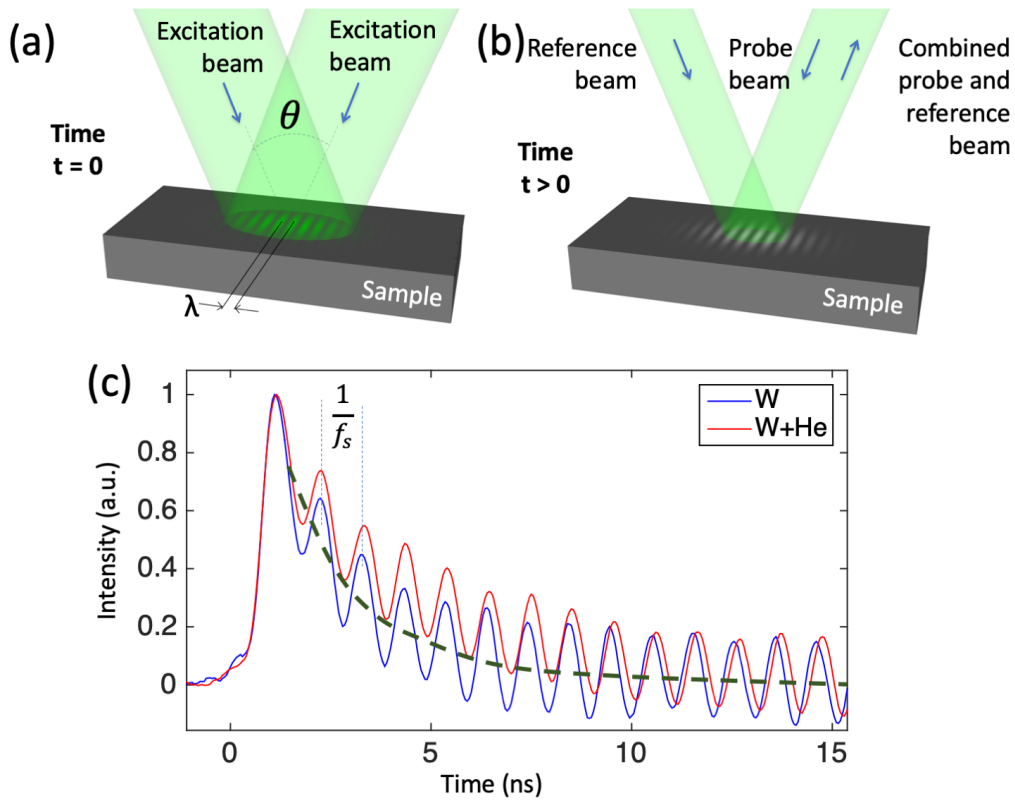 (a)
Excitation
beam
Excitation
beam
θ
Time
t = 0
λ
Sample
(b)
Reference
beam
Probe
beam
Combined
probe and
reference
beam
Time
t > 0
Sample
(c)
1
fₛ
W
W+He
1
0.8
0.6
0.4
0.2
0
Intensity (a.u.)
0 5 10 15
Time (ns)